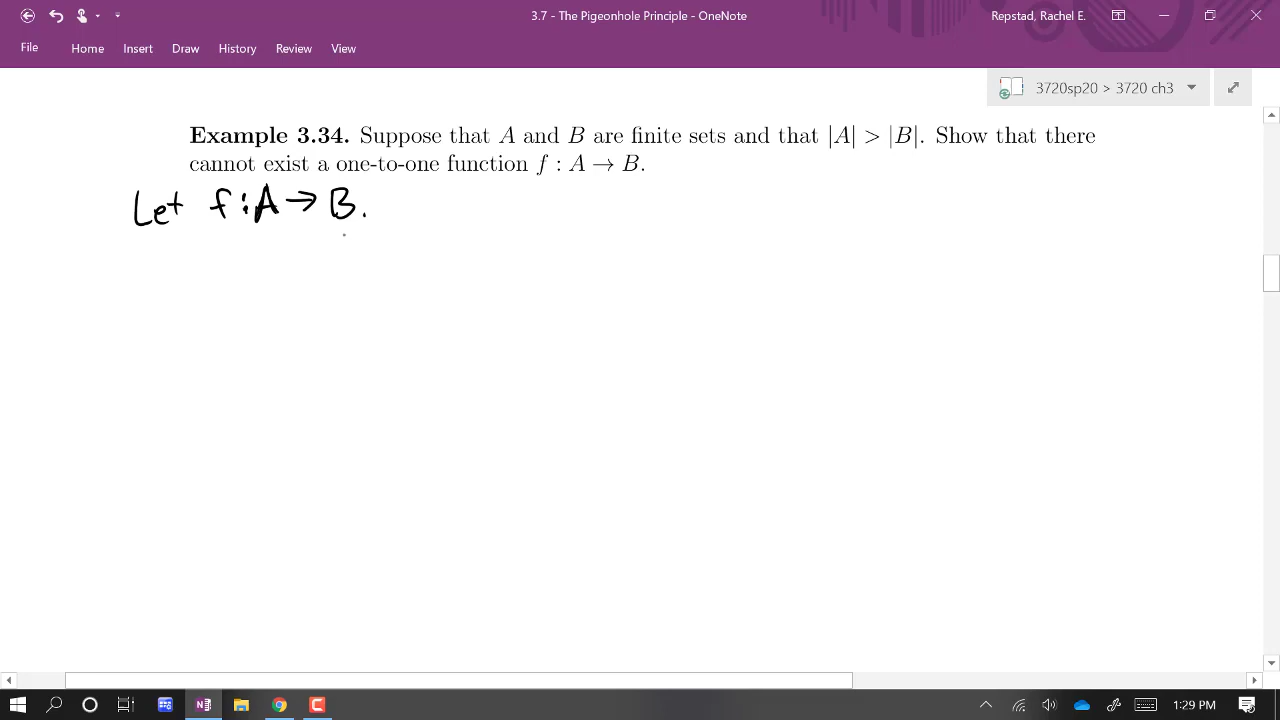 3.7 - The Pigeonhole Principle - OneNote
Repstad, Rachel E.
File Home Insert Draw History Review View
3720sp20 > 3720 ch3
Example 3.34. Suppose that A and B are finite sets and that |A| > |B|. Show that there
cannot exist a one-to-one function f : A → B.
Let f : A → B.
1:29 PM